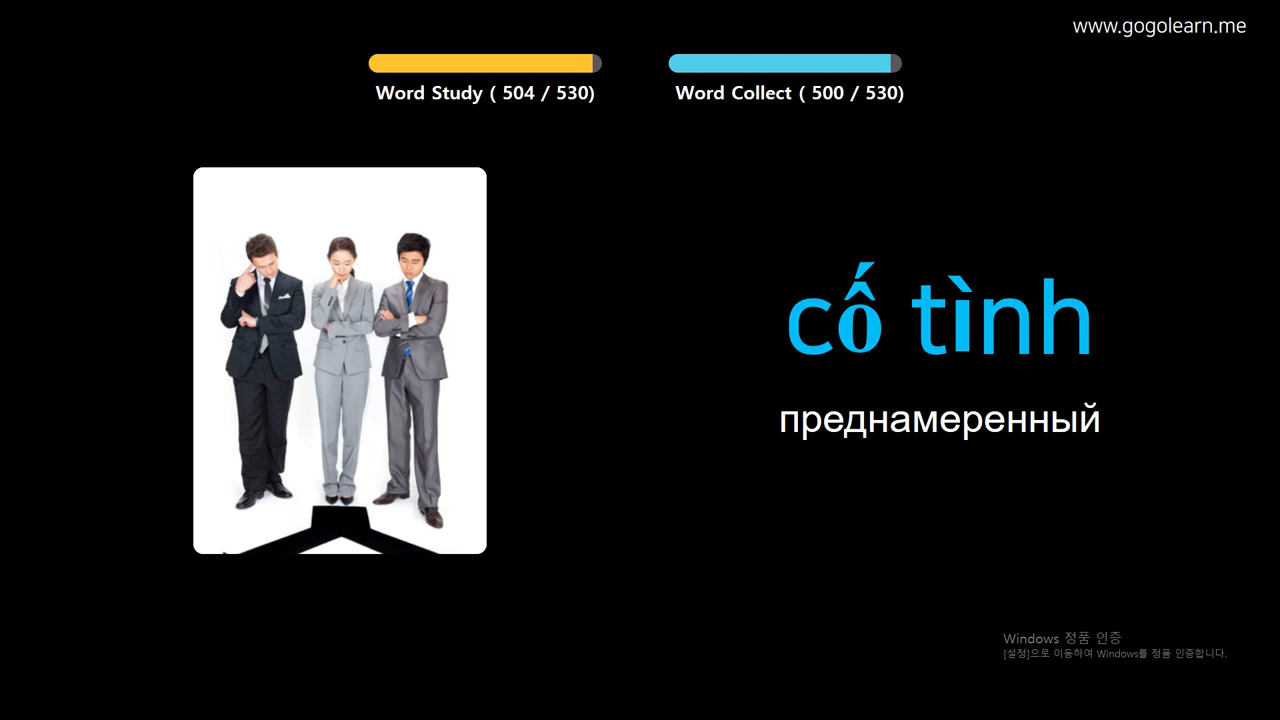 www.gogolearn.me
Word Study ( 504 / 530)
Word Collect ( 500 / 530)
cố tình
преднамеренный
Windows 정품 인증
[설정]으로 이동하여 Windows를 정품 인증합니다.